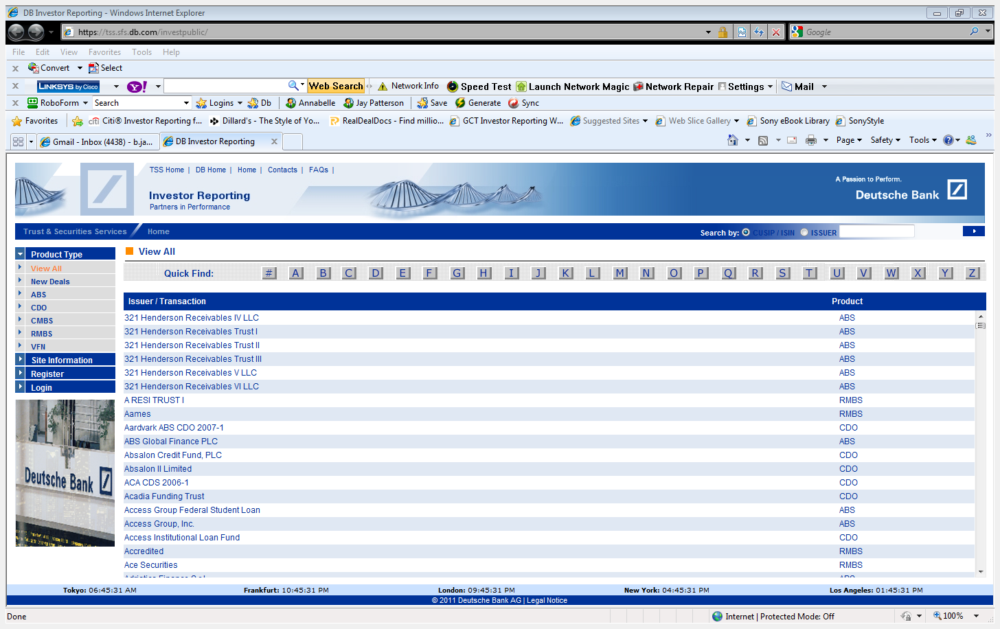 DB Investor Reporting - Windows Internet Explorer
https://tss.sfs.db.com/investpublic/
Google
File Edit View Favorites Tools Help
x Convert Select
x LINKSYS by Cisco Y! Web Search Network Info Speed Test Launch Network Magic Network Repair Settings Mail
x RoboForm Search Logins Db Annabelle Jay Patterson Save Generate Sync
Favorites citi Citi® Investor Reporting f... Dillard's - The Style of Yo... RealDealDocs - Find millio... GCT Investor Reporting W... Suggested Sites Web Slice Gallery Sony eBook Library SonyStyle
Gmail - Inbox (4438) - b.ja... DB Investor Reporting x Page Safety Tools
TSS Home | DB Home | Home | Contacts | FAQs |
A Passion to Perform.
Investor Reporting
Deutsche Bank
Partners in Performance
Trust & Securities Services Home Search by: CUSIP / ISIN ISSUER
Product Type
View All
New Deals
ABS
CDO
CMBS
RMBS
VFN
Site Information
Register
Login
Deutsche Bank
View All
Quick Find: # A B C D E F G H I J K L M N O P Q R S T U V W X Y Z
Issuer / Transaction Product
321 Henderson Receivables IV LLC ABS
321 Henderson Receivables Trust I ABS
321 Henderson Receivables Trust II ABS
321 Henderson Receivables Trust III ABS
321 Henderson Receivables V LLC ABS
321 Henderson Receivables VI LLC ABS
A RESI TRUST I RMBS
Aames RMBS
Aardvark ABS CDO 2007-1 CDO
ABS Global Finance PLC ABS
Absalon Credit Fund, PLC CDO
Absalon II Limited CDO
ACA CDS 2006-1 CDO
Acadia Funding Trust CDO
Access Group Federal Student Loan ABS
Access Group, Inc. ABS
Access Institutional Loan Fund CDO
Accredited RMBS
Ace Securities RMBS
Tokyo: 06:45:31 AM Frankfurt: 10:45:31 PM London: 09:45:31 PM New York: 04:45:31 PM Los Angeles: 01:45:31 PM
© 2011 Deutsche Bank AG | Legal Notice
Done Internet | Protected Mode: Off 100%